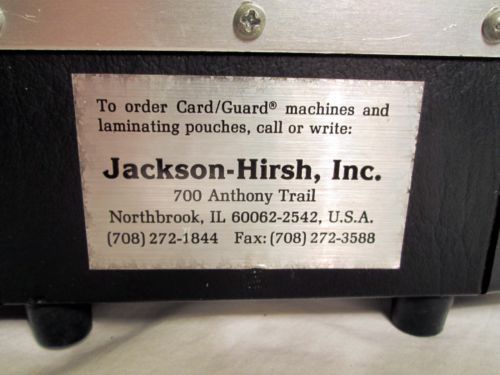 To order Card/Guard® machines and
laminating pouches, call or write:
Jackson-Hirsh, Inc.
700 Anthony Trail
Northbrook, IL 60062-2542, U.S.A.
(708) 272-1844 Fax: (708) 272-3588